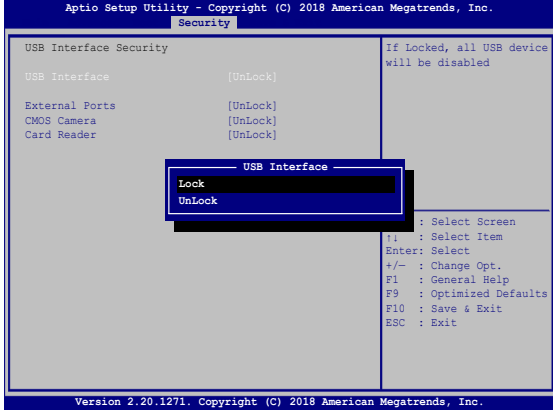 Aptio Setup Utility - Copyright (C) 2018 American Megatrends, Inc.
Security
USB Interface Security
USB Interface [UnLock]
External Ports [UnLock]
CMOS Camera [UnLock]
Card Reader [UnLock]
If Locked, all USB device
will be disabled
USB Interface
Lock
UnLock
: Select Screen
↑↓ : Select Item
Enter: Select
+/— : Change Opt.
F1 : General Help
F9 : Optimized Defaults
F10 : Save & Exit
ESC : Exit
Version 2.20.1271. Copyright (C) 2018 American Megatrends, Inc.